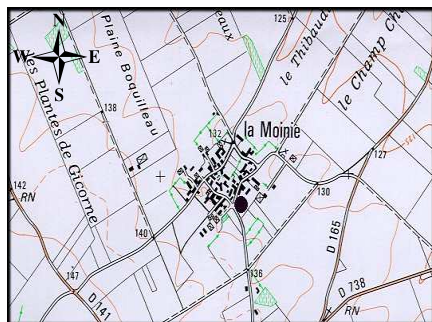 N
W E
S
Plaine Boquilleau
les Plantes de Gicorne
eaux
125
le Thibaud
le Champ Ch
138
132
la Moinie
127
142
RN
130
140
D 165
147
136
D 141
D 738
RN